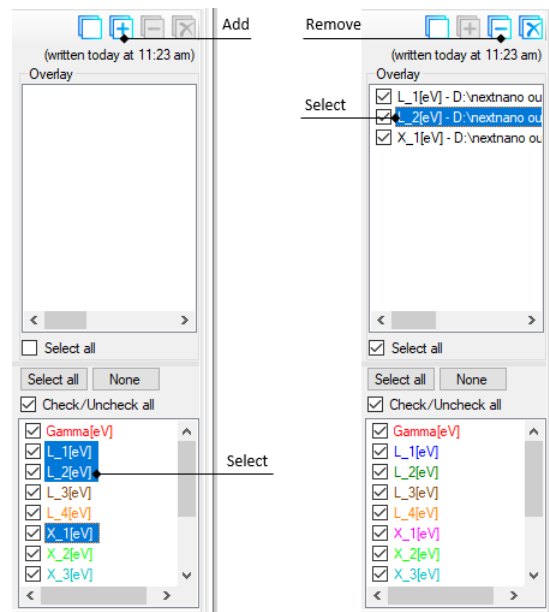 Add
(written today at 11:23 am)
Overlay
Select all
Select all
None
Check/Uncheck all
Gamma[eV]
L_1[eV]
L_2[eV]
L_3[eV]
L_4[eV]
X_1[eV]
X_2[eV]
X_3[eV]
Select
Remove
(written today at 11:23 am)
Overlay
Select
L_1[eV] - D:\nextnano ou
L_2[eV] - D:\nextnano ou
X_1[eV] - D:\nextnano ou
Select all
Select all
None
Check/Uncheck all
Gamma[eV]
L_1[eV]
L_2[eV]
L_3[eV]
L_4[eV]
X_1[eV]
X_2[eV]
X_3[eV]